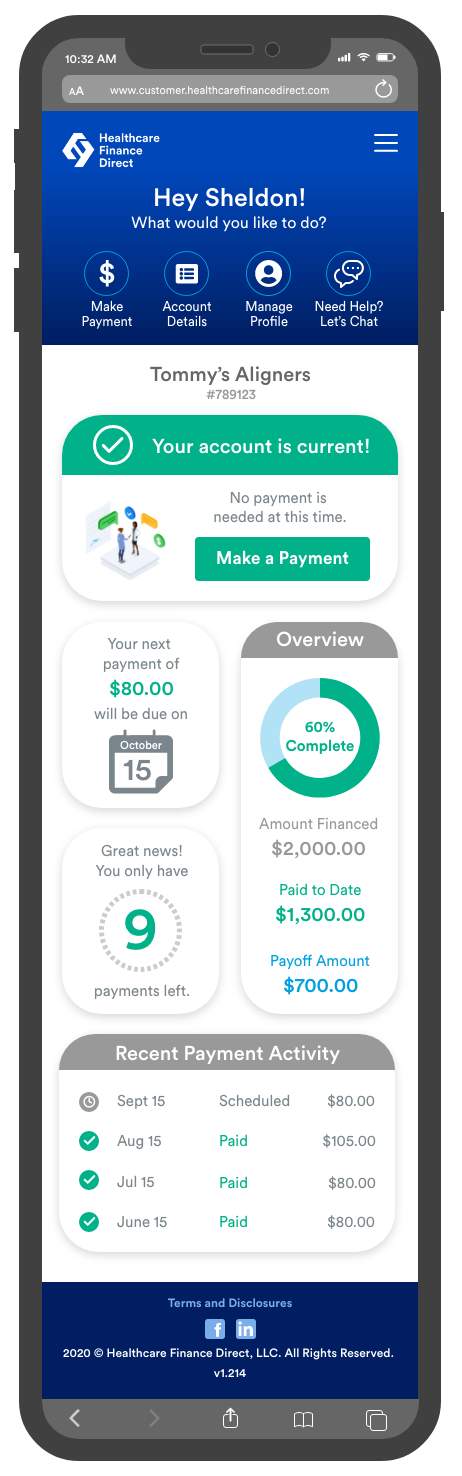 10:32 AM
AA www.customer.healthcarefinancedirect.com
Healthcare
Finance
Direct
Hey Sheldon!
What would you like to do?
$
Make
Payment
Account
Details
Manage
Profile
Need Help?
Let's Chat
Tommy's Aligners
#789123
Your account is current!
No payment is
needed at this time.
Make a Payment
Your next
payment of
$80.00
will be due on
October
15
Great news!
You only have
9
payments left.
Overview
60%
Complete
Amount Financed
$2,000.00
Paid to Date
$1,300.00
Payoff Amount
$700.00
Recent Payment Activity
Sept 15 Scheduled $80.00
Aug 15 Paid $105.00
Jul 15 Paid $80.00
June 15 Paid $80.00
Terms and Disclosures
f in
2020 © Healthcare Finance Direct, LLC. All Rights Reserved.
v1.214